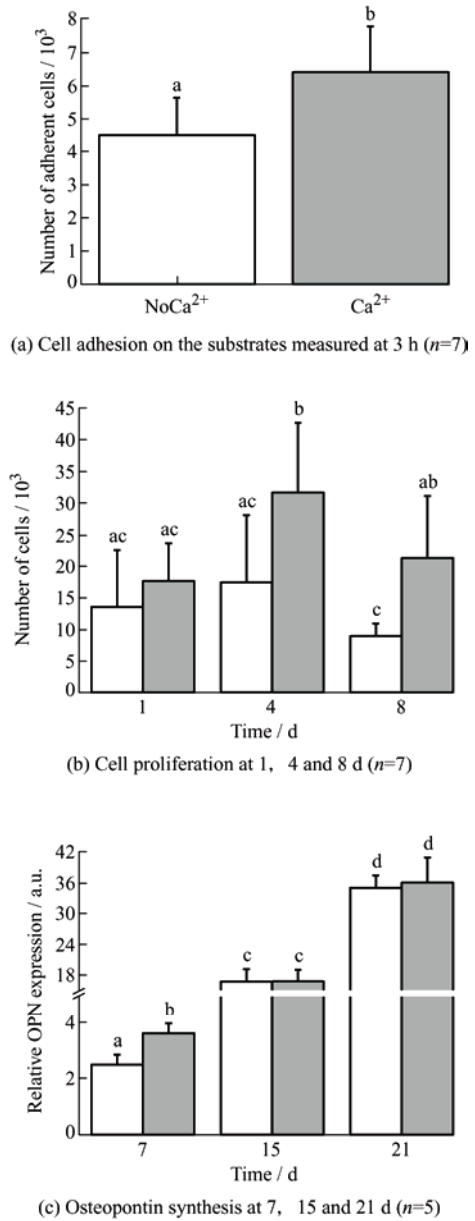 8
7
6
5
4
3
2
1
0
Number of adherent cells / 10³
a
b
NoCa²⁺
Ca²⁺
(a) Cell adhesion on the substrates measured at 3 h (n=7)
45
40
35
30
25
20
15
10
5
0
Number of cells / 10³
ac
ac
ac
b
c
ab
1
4
8
Time / d
(b) Cell proliferation at 1, 4 and 8 d (n=7)
42
36
30
24
18
4
2
0
Relative OPN expression / a.u.
a
b
c
c
d
d
7
15
21
Time / d
(c) Osteopontin synthesis at 7, 15 and 21 d (n=5)